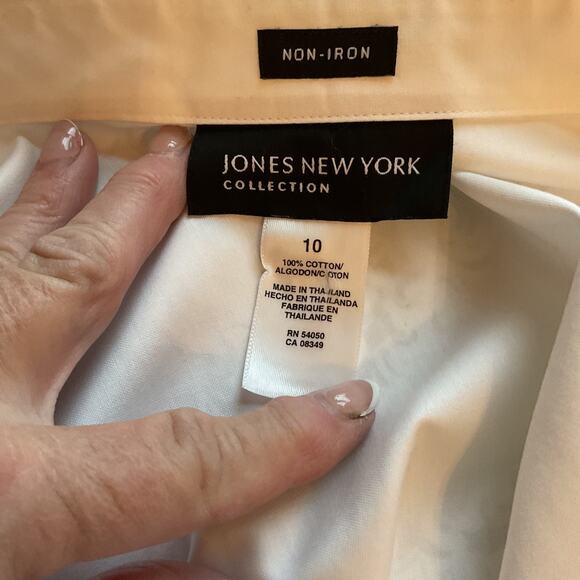 NON-IRON
JONES NEW YORK
COLLECTION
10
100% COTTON/
ALGODON/COTON
MADE IN THAILAND
HECHO EN THAILANDA
FABRIQUE EN
THAILANDE
RN 54050
CA 08349